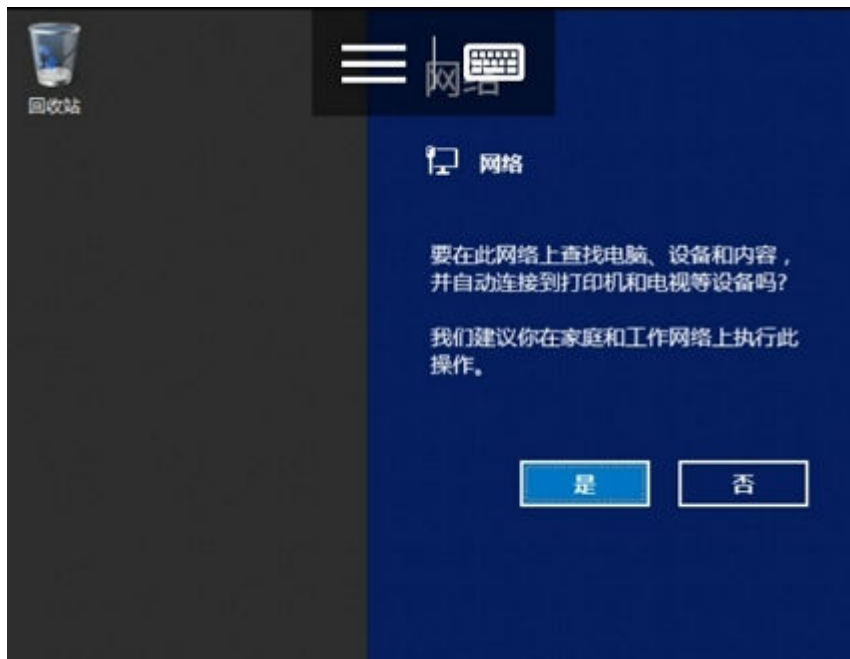 回收站
网络
网络
要在此网络上查找电脑、设备和内容，
并自动连接到打印机和电视等设备吗?
我们建议你在家庭和工作网络上执行此
操作。
是
否